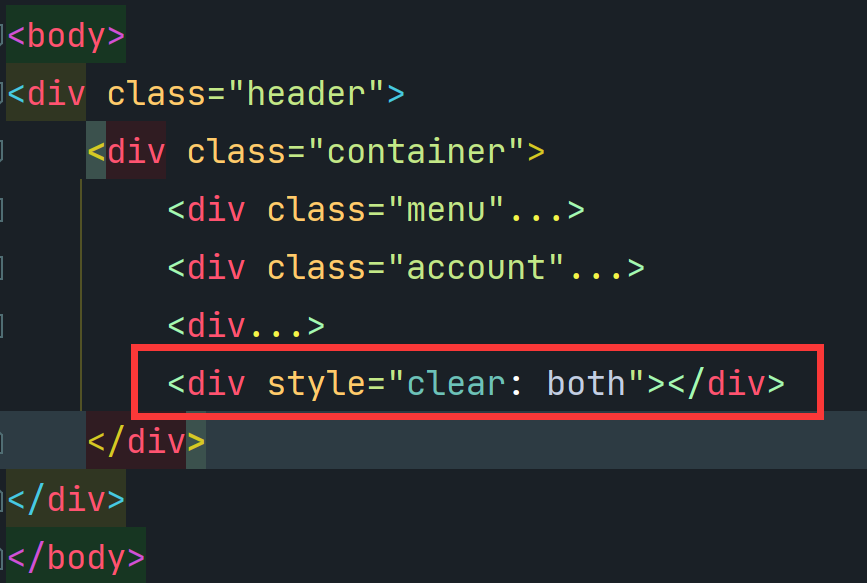 <body>
<div class="header">
<div class="container">
<div class="menu"...>
<div class="account"...>
<div...>
<div style="clear: both"></div>
</div>
</div>
</body>